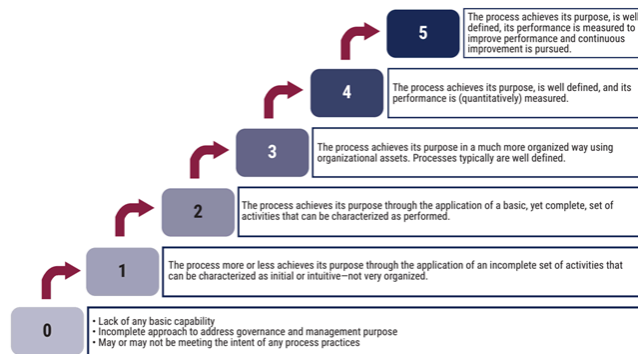 5
The process achieves its purpose, is well
defined, its performance is measured to
improve performance and continuous
improvement is pursued.
4
The process achieves its purpose, is well defined, and its
performance is (quantitatively) measured.
3
The process achieves its purpose in a much more organized way using
organizational assets. Processes typically are well defined.
2
The process achieves its purpose through the application of a basic, yet complete, set of
activities that can be characterized as performed.
1
The process more or less achieves its purpose through the application of an incomplete set of activities that
can be characterized as initial or intuitive—not very organized.
0
• Lack of any basic capability
• Incomplete approach to address governance and management purpose
• May or may not be meeting the intent of any process practices